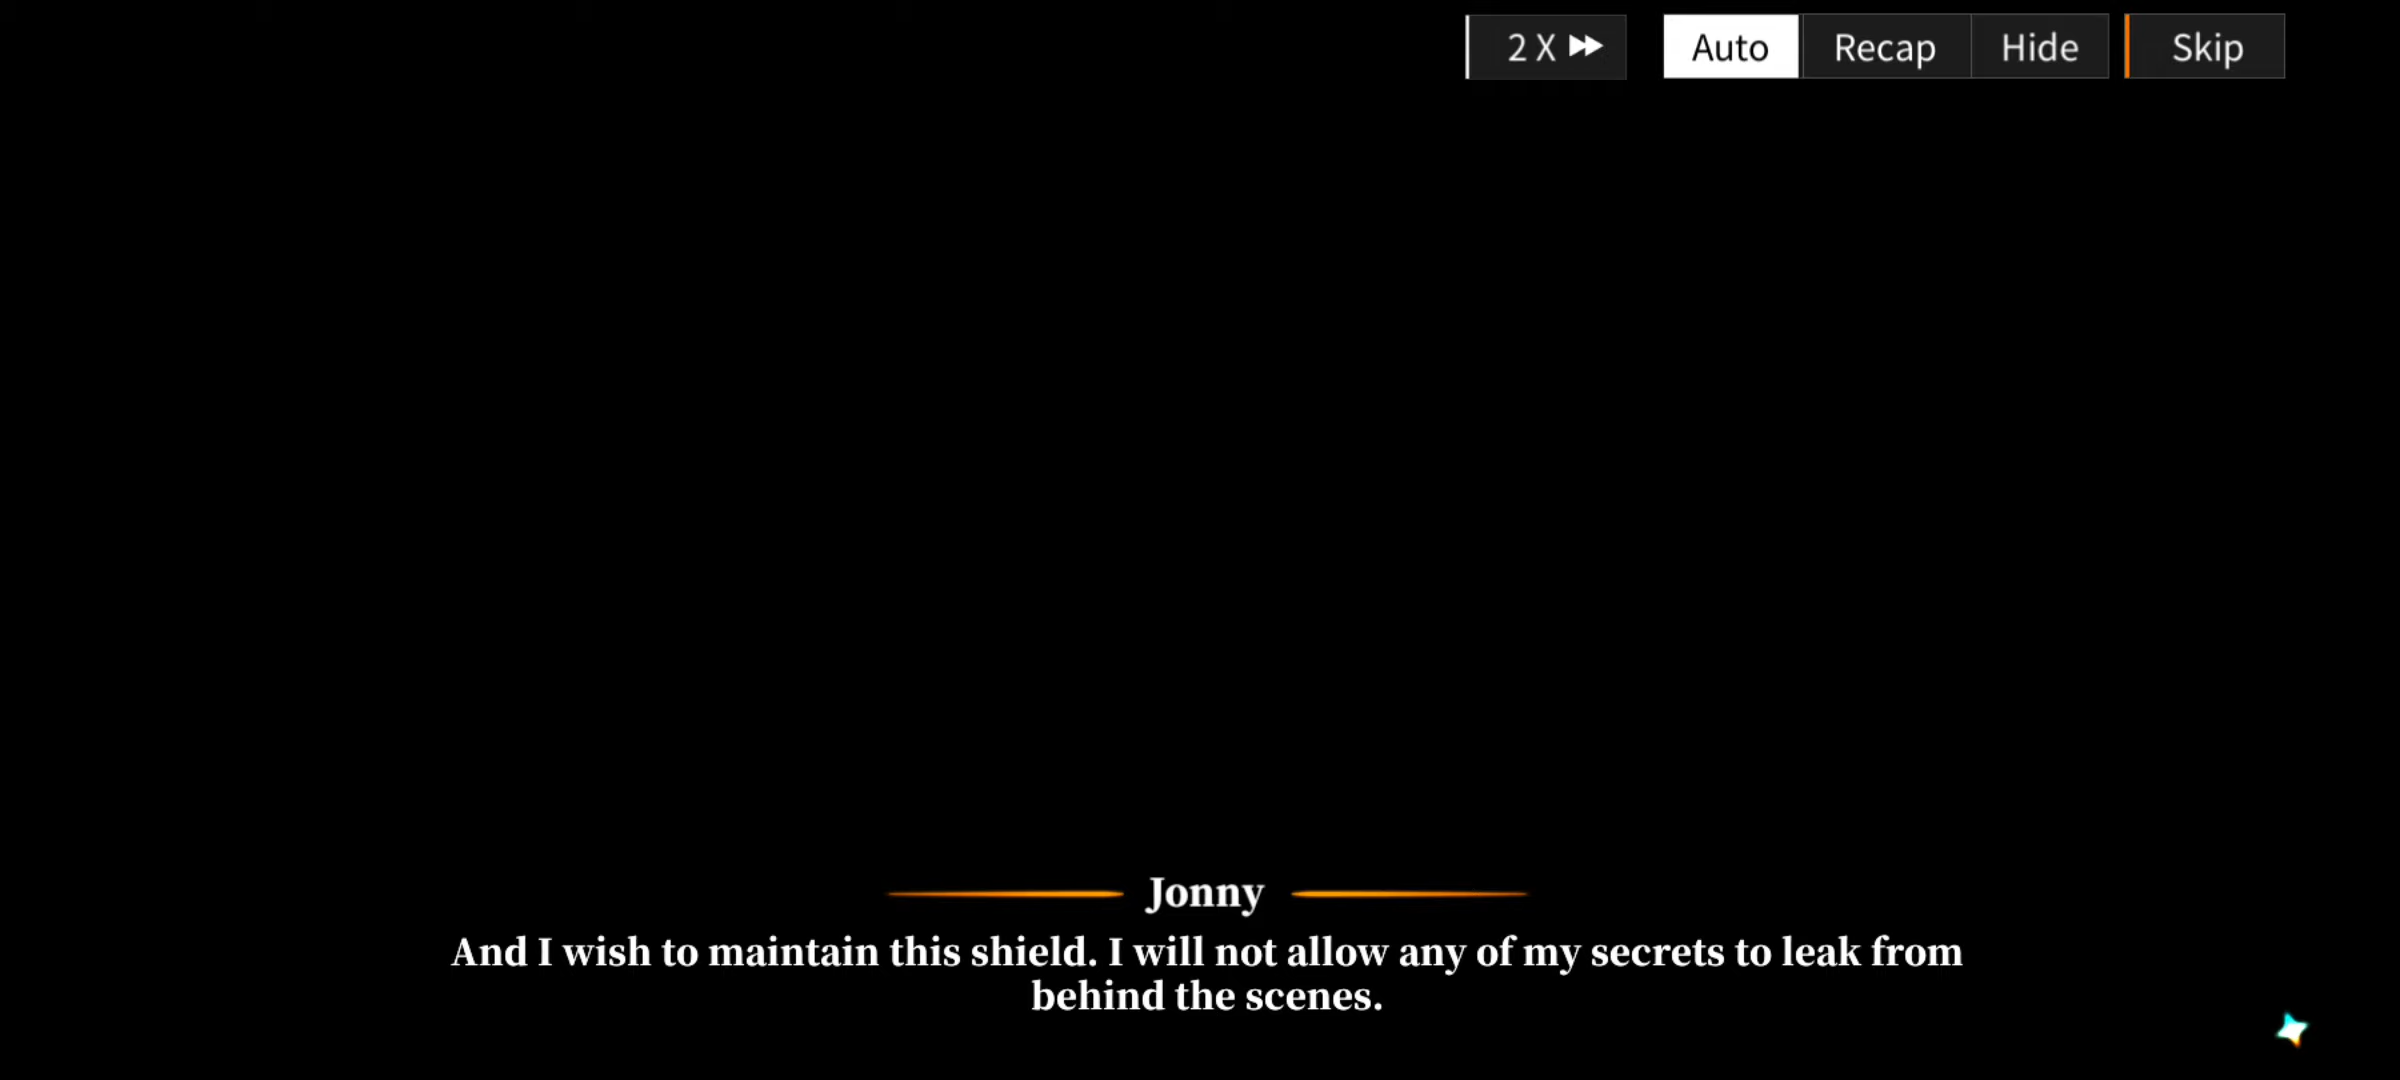 2 X
Auto
Recap
Hide
Skip
Jonny
And I wish to maintain this shield. I will not allow any of my secrets to leak from
behind the scenes.